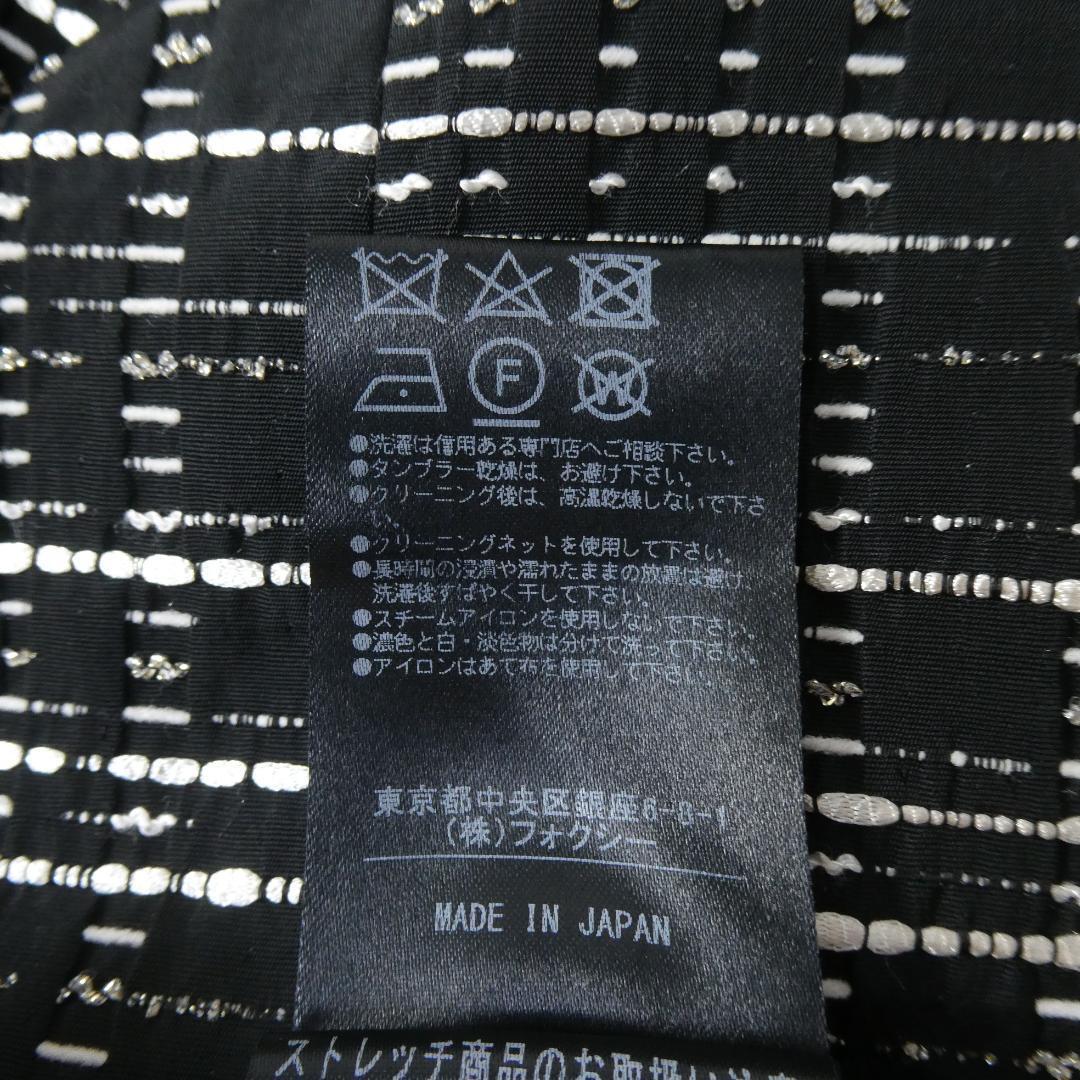 F
W
●洗濯は信用ある専門店へご相談下さい。
●タンブラー乾燥は、お避け下さい。
●クリーニング後は、高温乾燥しないで下さ
い。
●クリーニングネットを使用して下さい。
●長時間の浸漬や濡れたままの放置は避け
洗濯後すばやく干して下さい。
●スチームアイロンを使用しないで下さい。
●濃色と白・淡色物は分けて洗って下さい。
●アイロンはあて布を使用して下さい。
東京都中央区銀座6-3-1
(株)フォクシー
MADE IN JAPAN
ストレッチ商品のお取扱い注意